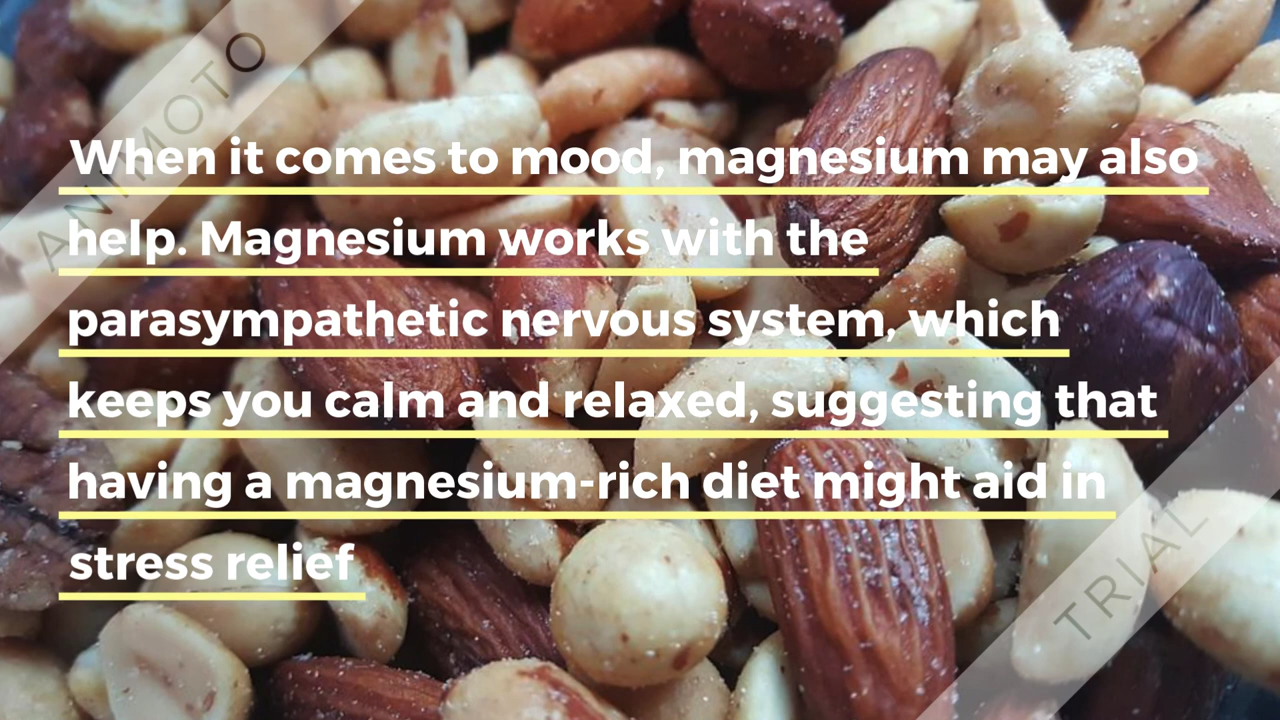 ANIMOTO
When it comes to mood, magnesium may also
help. Magnesium works with the
parasympathetic nervous system, which
keeps you calm and relaxed, suggesting that
having a magnesium-rich diet might aid in
stress relief
TRIAL